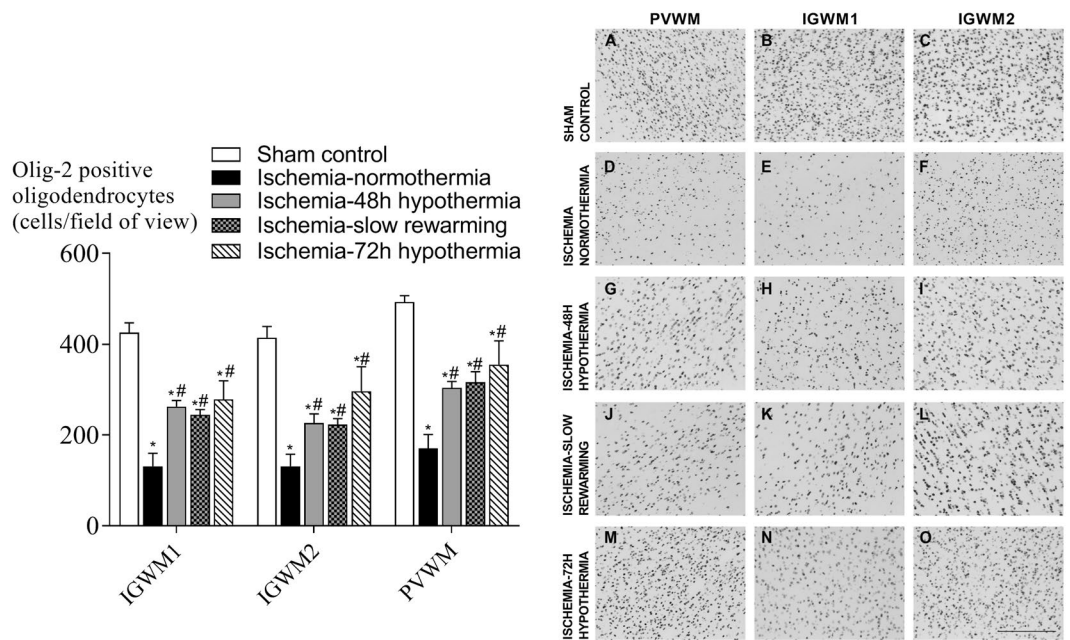 Olig-2 positive
oligodendrocytes
(cells/field of view)
Sham control
Ischemia-normothermia
Ischemia-48h hypothermia
Ischemia-slow rewarming
Ischemia-72h hypothermia
600
400
200
0
*
*#
*#
*#
*
*#
*#
*#
*
*#
*#
*#
IGWM1
IGWM2
PVWM
PVWM
IGWM1
IGWM2
SHAM
CONTROL
A
B
C
ISCHEMIA
NORMOTHERMIA
D
E
F
ISCHEMIA-48H
HYPOTHERMIA
G
H
I
ISCHEMIA-SLOW
REWARMING
J
K
L
ISCHEMIA-72H
HYPOTHERMIA
M
N
O